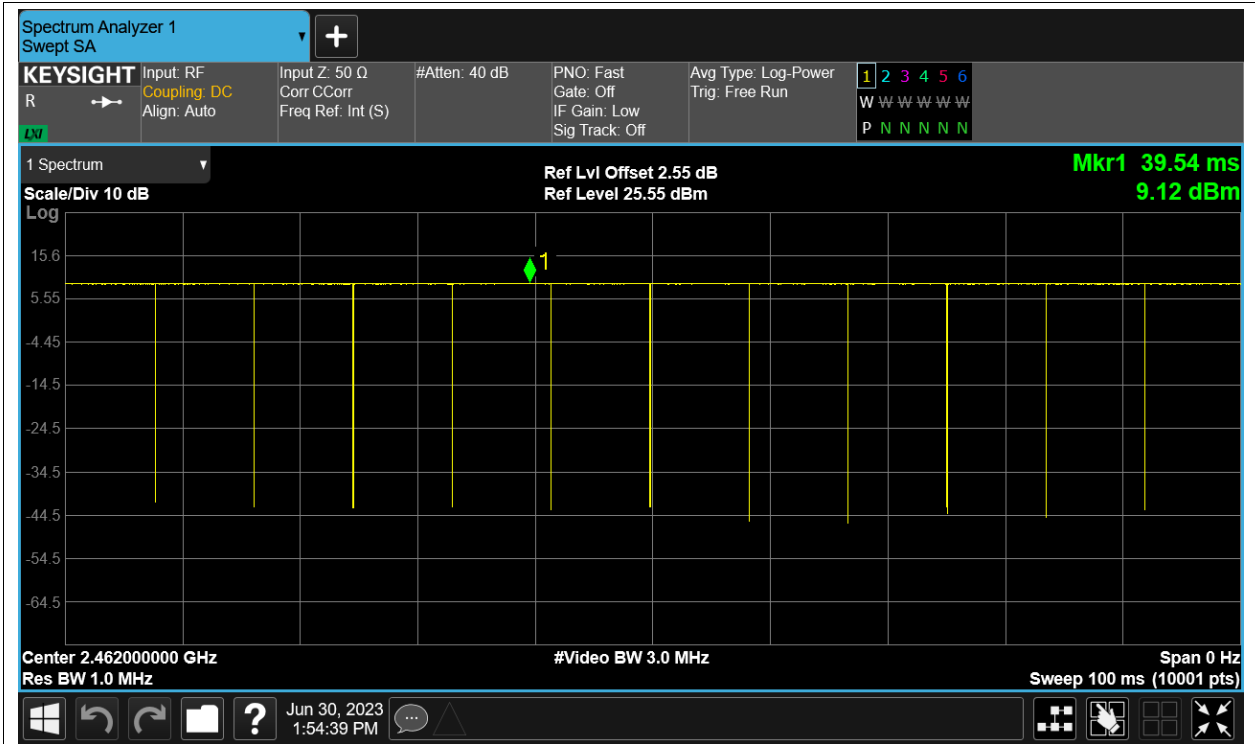 Spectrum Analyzer 1
Swept SA
KEYSIGHT
R
LXI
Input: RF
Coupling: DC
Align: Auto
Input Z: 50 Ω
Corr CCorr
Freq Ref: Int (S)
#Atten: 40 dB
PNO: Fast
Gate: Off
IF Gain: Low
Sig Track: Off
Avg Type: Log-Power
Trig: Free Run
1 2 3 4 5 6
W W W W W W
P N N N N N
1 Spectrum
Scale/Div 10 dB
Ref Lvl Offset 2.55 dB
Ref Level 25.55 dBm
Mkr1 39.54 ms
9.12 dBm
Log
15.6
1
5.55
-4.45
-14.5
-24.5
-34.5
-44.5
-54.5
-64.5
Center 2.462000000 GHz
#Video BW 3.0 MHz
Span 0 Hz
Res BW 1.0 MHz
Sweep 100 ms (10001 pts)
?
Jun 30, 2023
1:54:39 PM